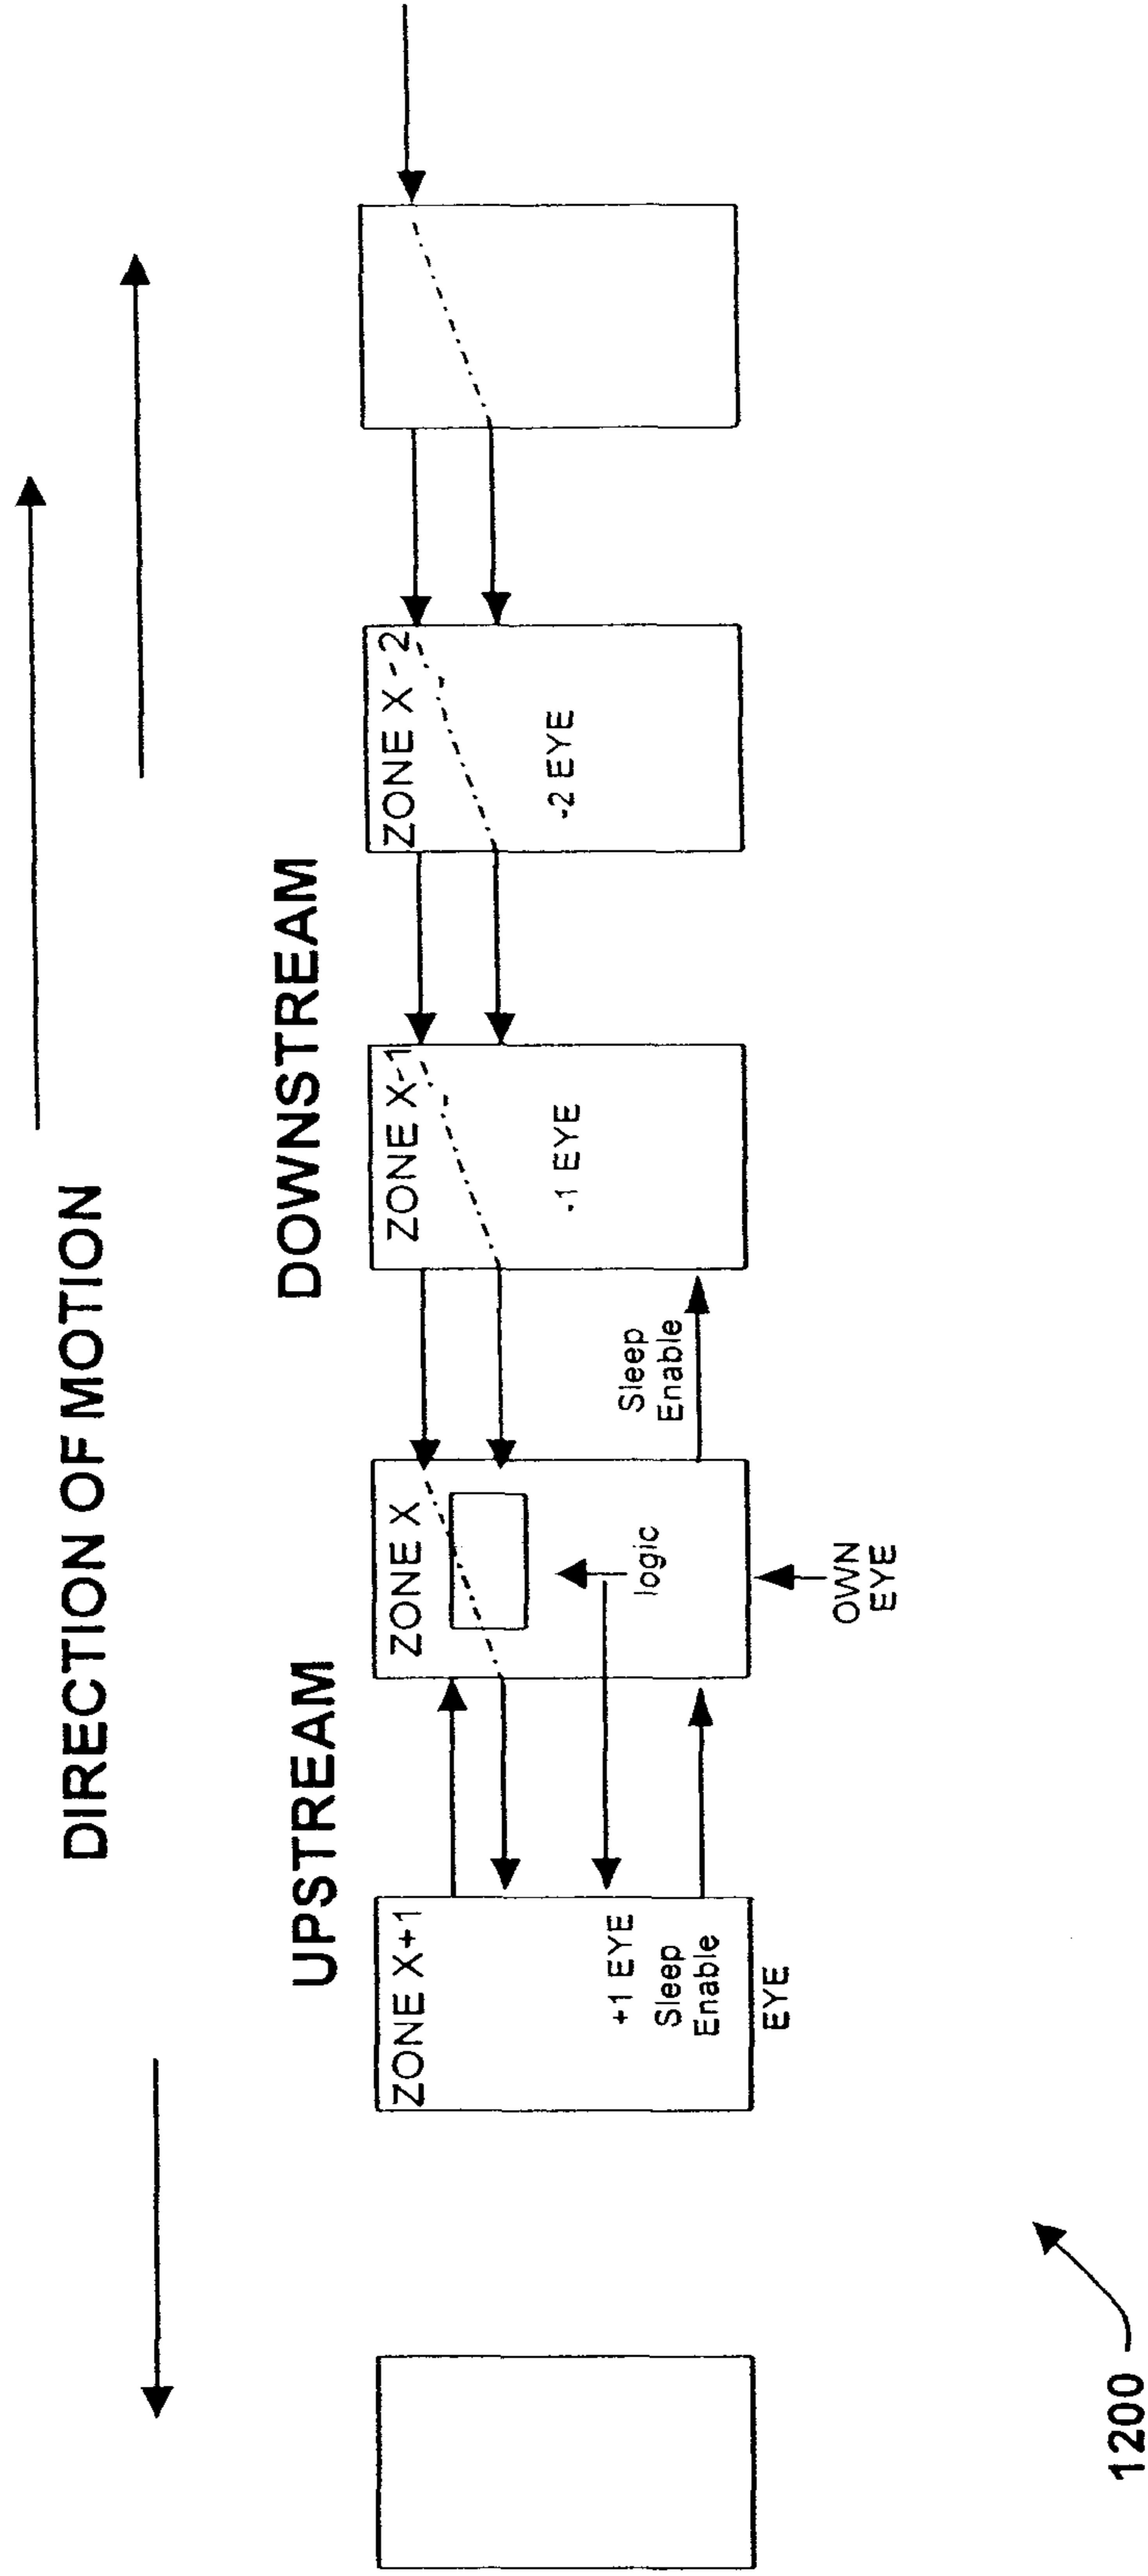 DIRECTION OF MOTION
UPSTREAM
DOWNSTREAM
ZONE X+1
+1 EYE
Sleep
Enable
EYE
ZONE X
logic
OWN
EYE
Sleep
Enable
ZONE X-1
-1 EYE
ZONE X-2
-2 EYE
1200